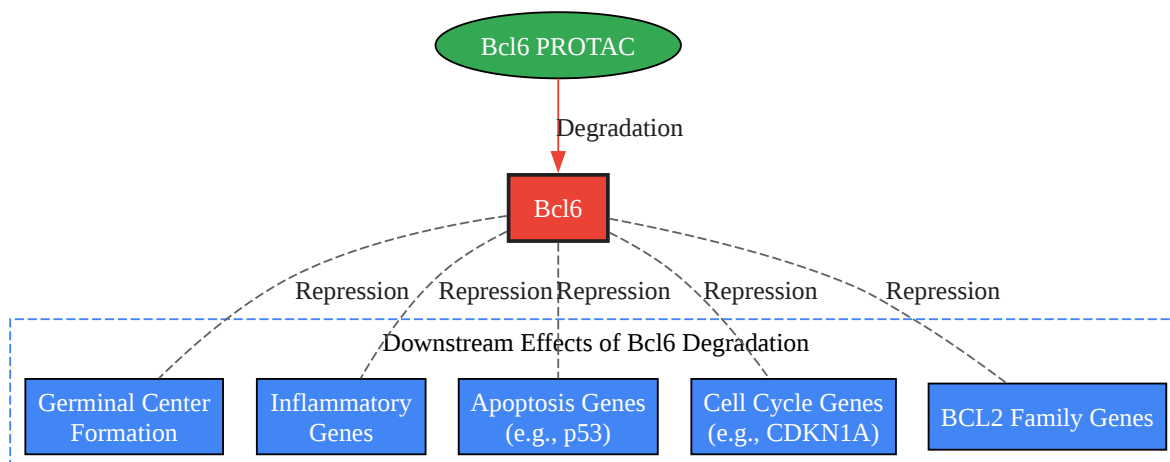 Bcl6 PROTAC
Degradation
Bcl6
Repression
Repression
Repression
Repression
Repression
Downstream Effects of Bcl6 Degradation
Germinal Center
Formation
Inflammatory
Genes
Apoptosis Genes
(e.g., p53)
Cell Cycle Genes
(e.g., CDKN1A)
BCL2 Family Genes